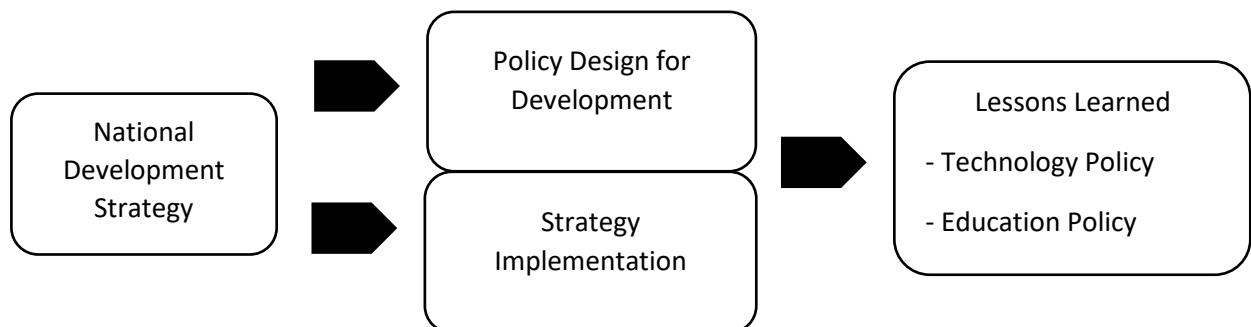 National
Development
Strategy
Policy Design for
Development
Strategy
Implementation
Lessons Learned
- Technology Policy
- Education Policy